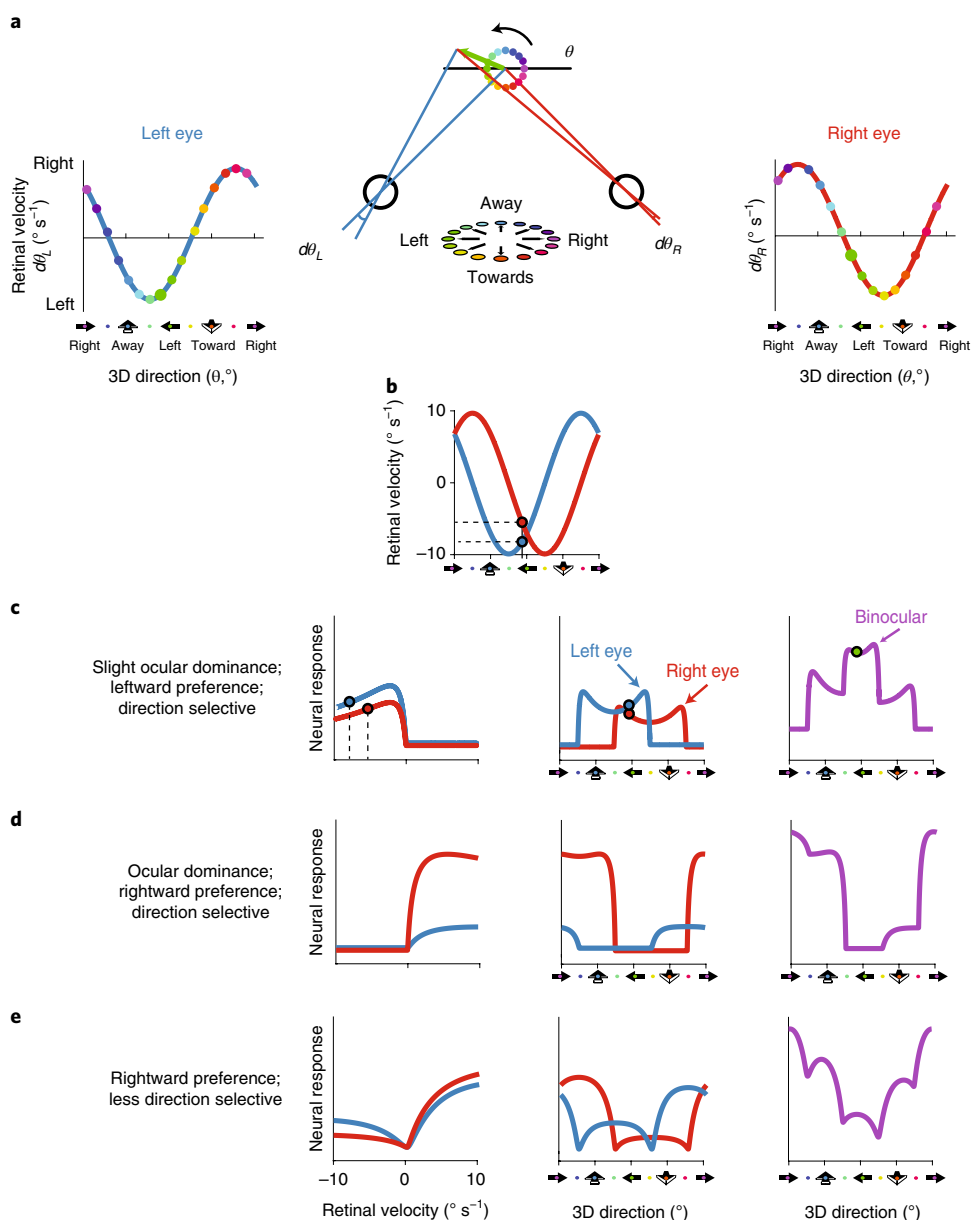 a
θ
Left eye
Right
Retinal velocity
dθL (° s⁻¹)
Left
Right Away Left Toward Right
3D direction (θ,°)
dθL
Away
Left Right
Towards
dθR
Right eye
dθR (° s⁻¹)
Right Away Left Toward Right
3D direction (θ,°)
b
Retinal velocity (° s⁻¹)
10
0
−10
c
Slight ocular dominance;
leftward preference;
direction selective
Neural response
Left eye
Right eye
Binocular
d
Ocular dominance;
rightward preference;
direction selective
Neural response
e
Rightward preference;
less direction selective
Neural response
−10 0 10
Retinal velocity (° s⁻¹)
3D direction (°)
3D direction (°)